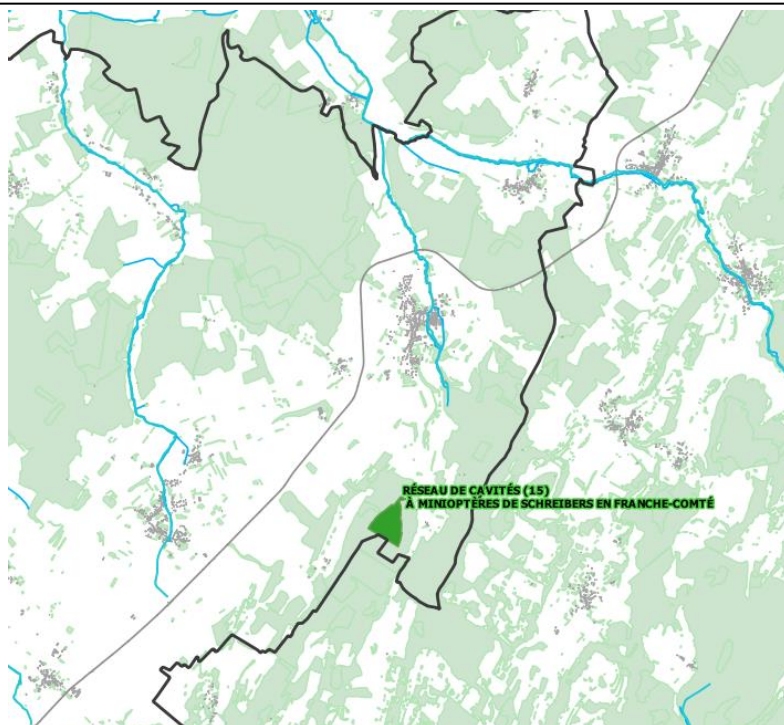 RÉSEAU DE CAVITÉS (15)
À MINIOPTÈRES DE SCHREIBERS EN FRANCHE-COMTÉ